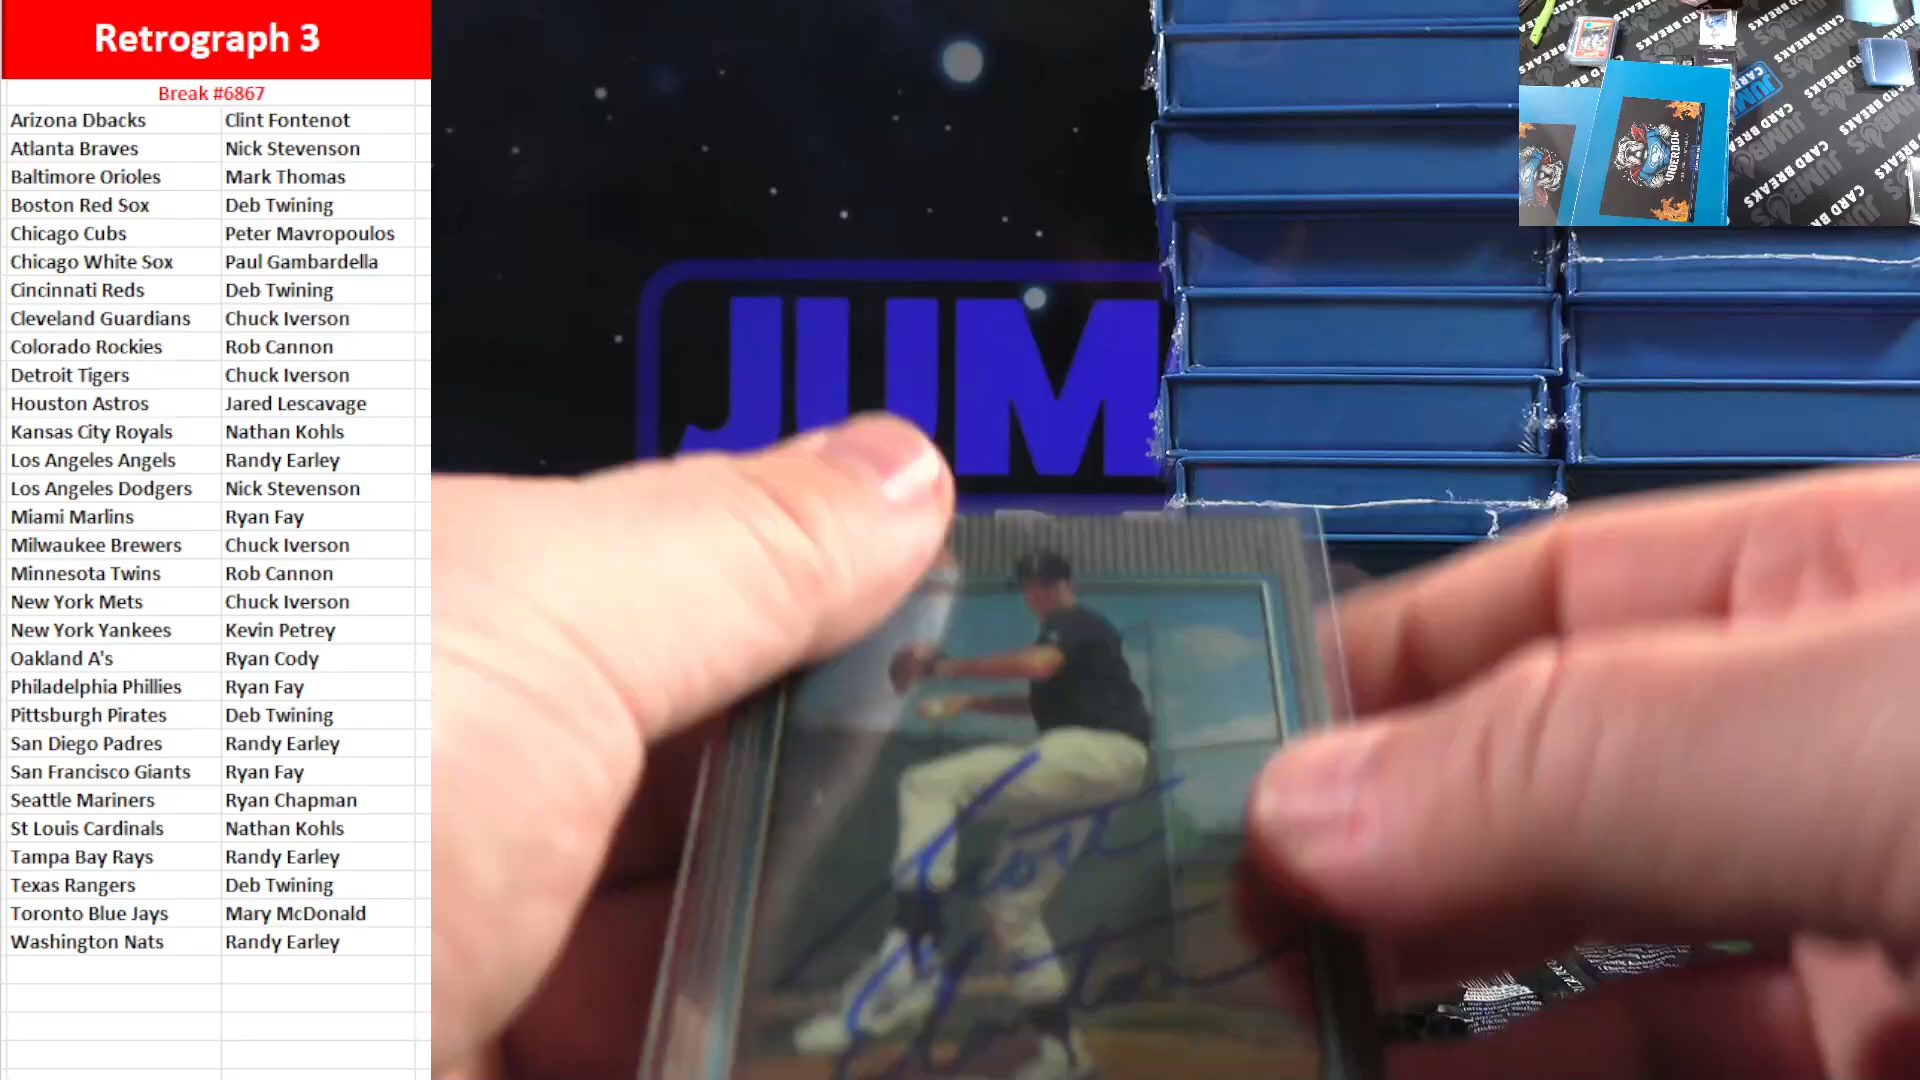 Retrograph 3
Break #6867
Arizona Dbacks Clint Fontenot
Atlanta Braves Nick Stevenson
Baltimore Orioles Mark Thomas
Boston Red Sox Deb Twining
Chicago Cubs Peter Mavropoulos
Chicago White Sox Paul Gambardella
Cincinnati Reds Deb Twining
Cleveland Guardians Chuck Iverson
Colorado Rockies Rob Cannon
Detroit Tigers Chuck Iverson
Houston Astros Jared Lescavage
Kansas City Royals Nathan Kohls
Los Angeles Angels Randy Earley
Los Angeles Dodgers Nick Stevenson
Miami Marlins Ryan Fay
Milwaukee Brewers Chuck Iverson
Minnesota Twins Rob Cannon
New York Mets Chuck Iverson
New York Yankees Kevin Petrey
Oakland A's Ryan Cody
Philadelphia Phillies Ryan Fay
Pittsburgh Pirates Deb Twining
San Diego Padres Randy Earley
San Francisco Giants Ryan Fay
Seattle Mariners Ryan Chapman
St Louis Cardinals Nathan Kohls
Tampa Bay Rays Randy Earley
Texas Rangers Deb Twining
Toronto Blue Jays Mary McDonald
Washington Nats Randy Earley
JUM
UNDERDOG
JUMBO'S
CARD BREAKS